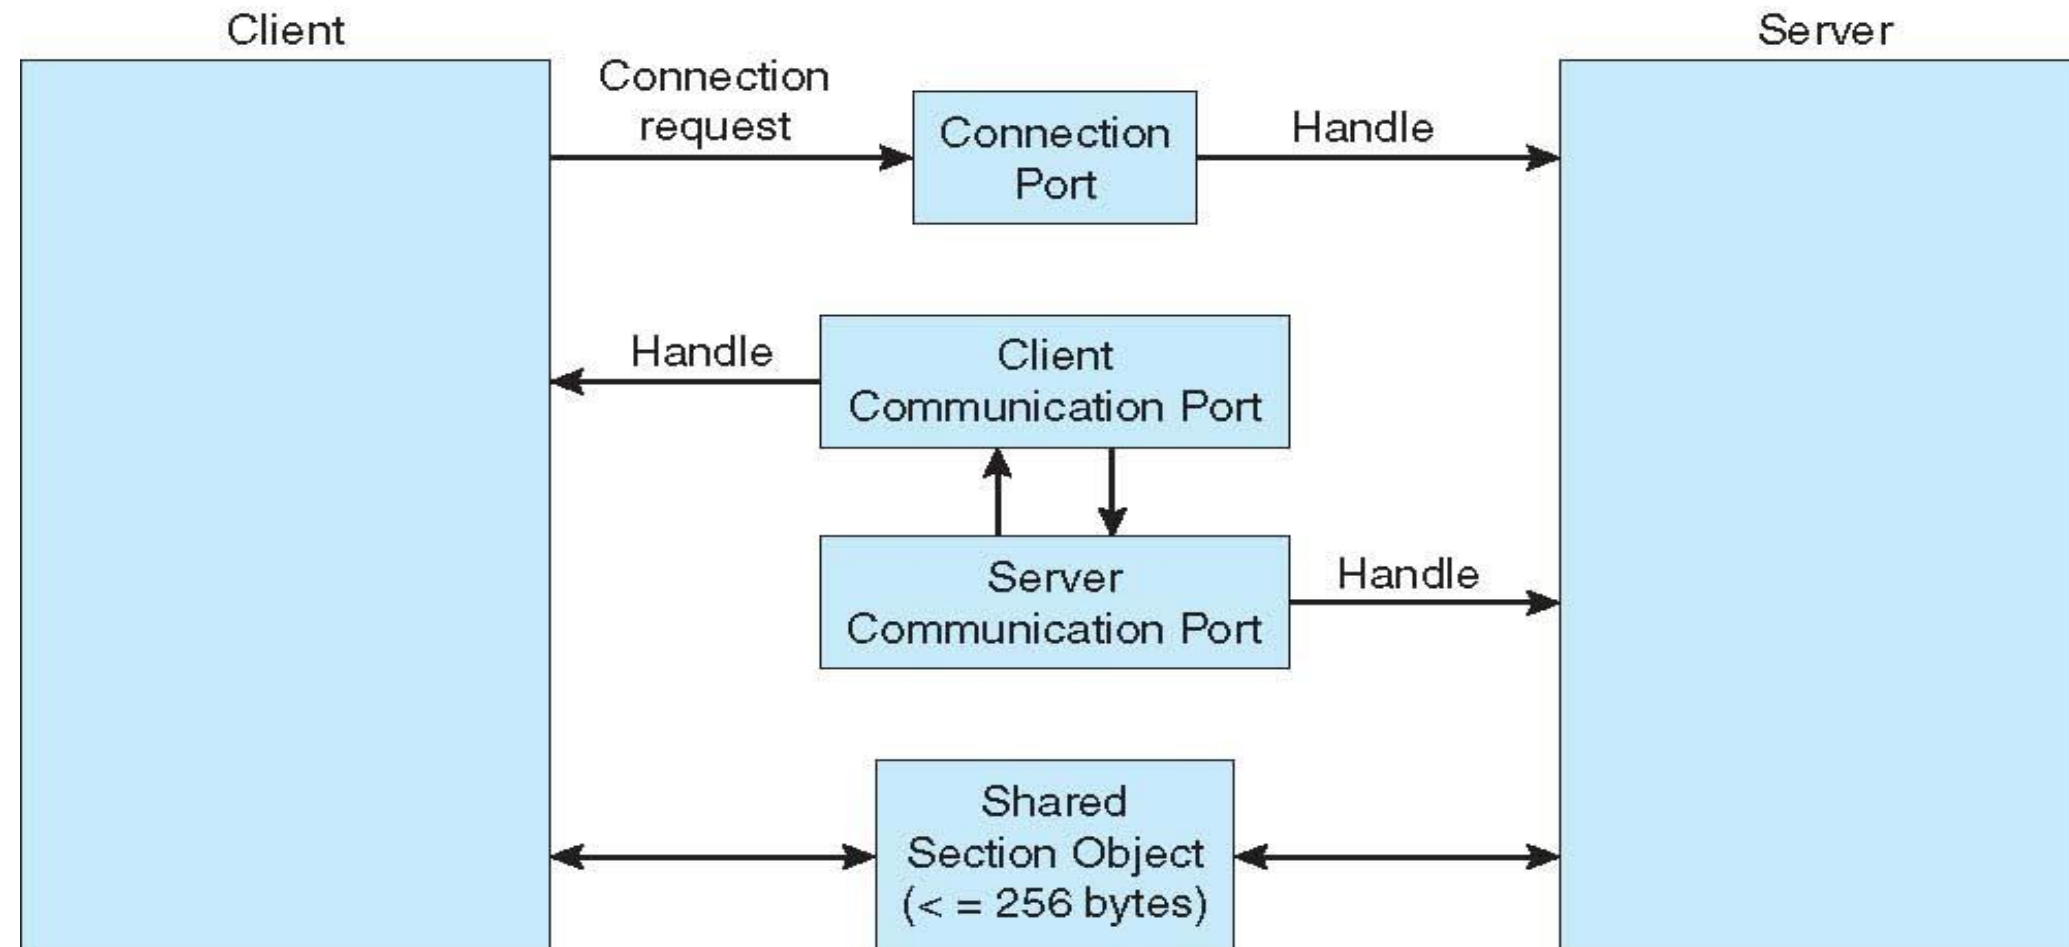 Client
Server
Connection
request
Connection
Port
Handle
Handle
Client
Communication Port
Server
Communication Port
Handle
Shared
Section Object
(< = 256 bytes)